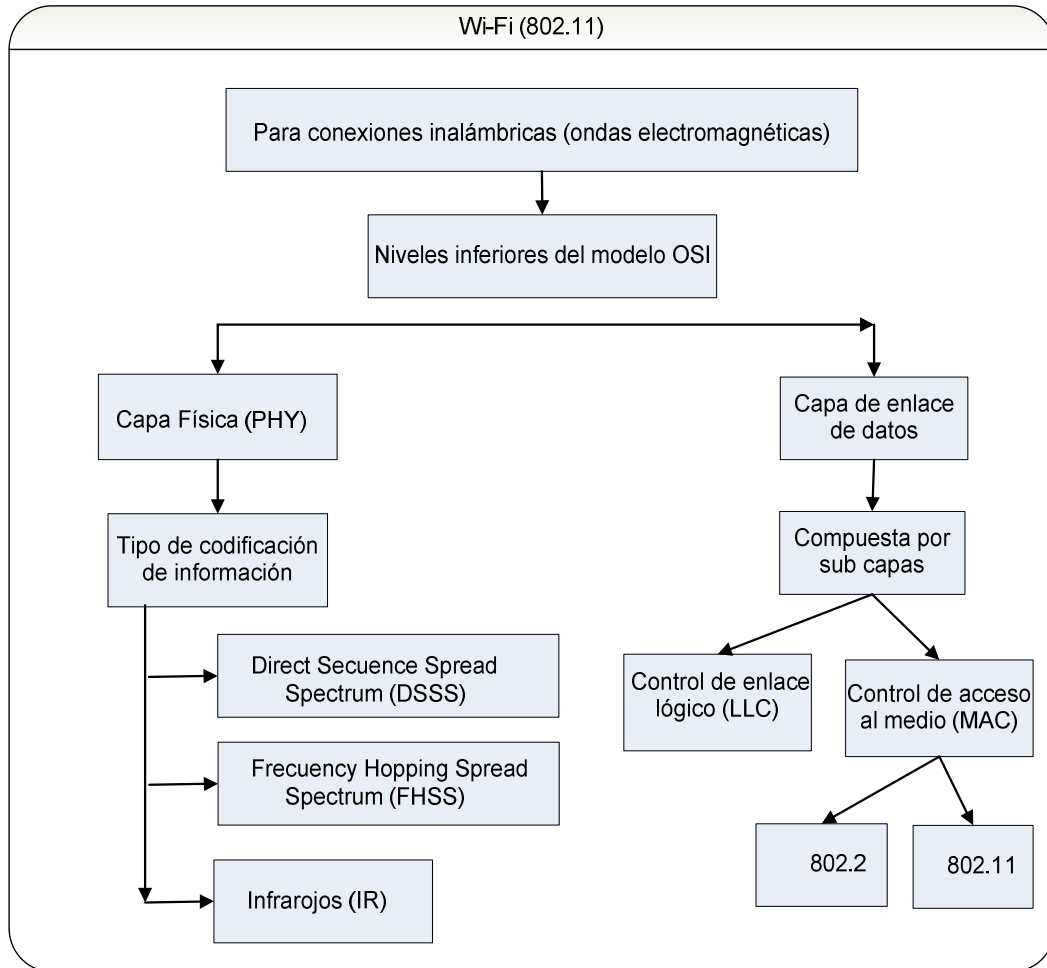 Wi-Fi (802.11)
Para conexiones inalámbricas (ondas electromagnéticas)
Niveles inferiores del modelo OSI
Capa Física (PHY)
Capa de enlace
de datos
Tipo de codificación
de información
Compuesta por
sub capas
Direct Secuence Spread
Spectrum (DSSS)
Control de enlace
lógico (LLC)
Control de acceso
al medio (MAC)
Frecuency Hopping Spread
Spectrum (FHSS)
802.2
802.11
Infrarojos (IR)